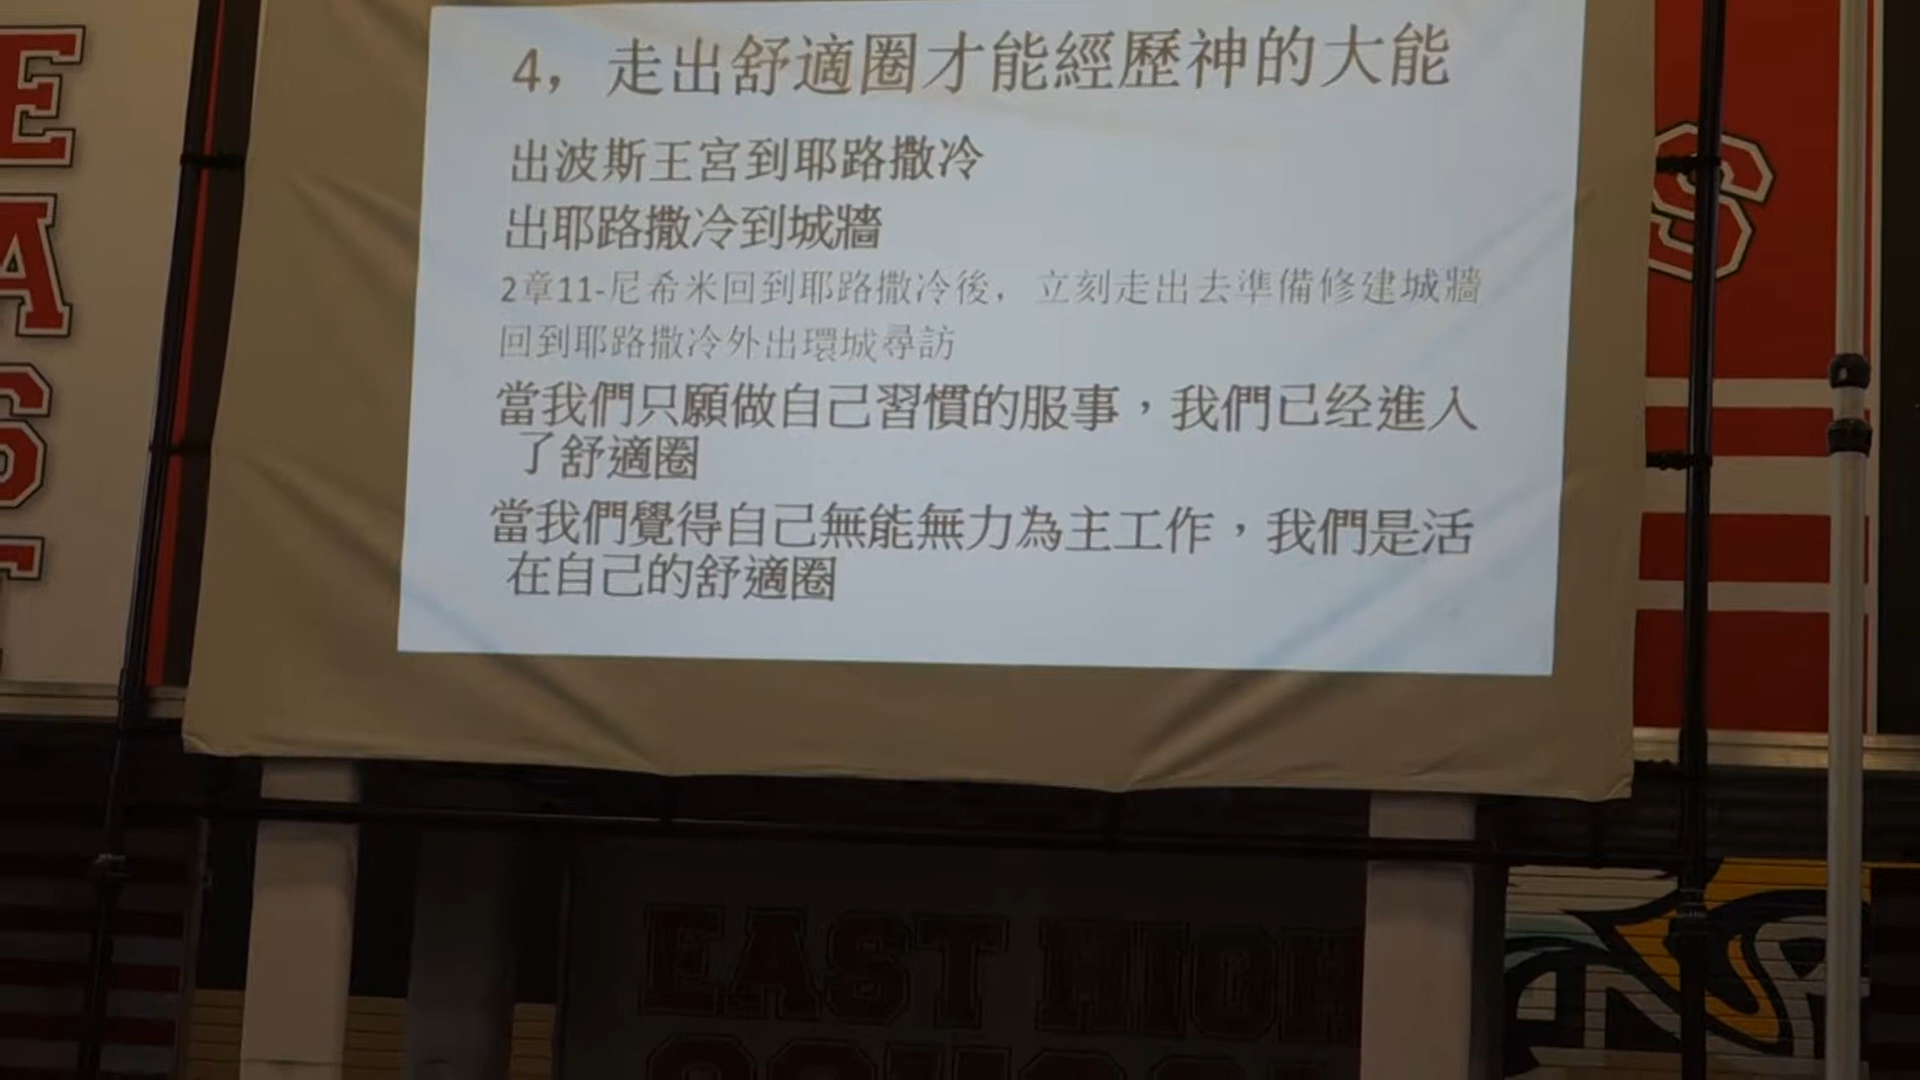 4，走出舒適圈才能經歷神的大能
出波斯王宮到耶路撒冷
出耶路撒冷到城牆
2章11-尼希米回到耶路撒冷後，立刻走出去準備修建城牆
回到耶路撒冷外出環城尋訪
當我們只願做自己習慣的服事，我們已经進入
了舒適圈
當我們覺得自己無能無力為主工作，我們是活
在自己的舒適圈
EAST
S
EAST HIGH